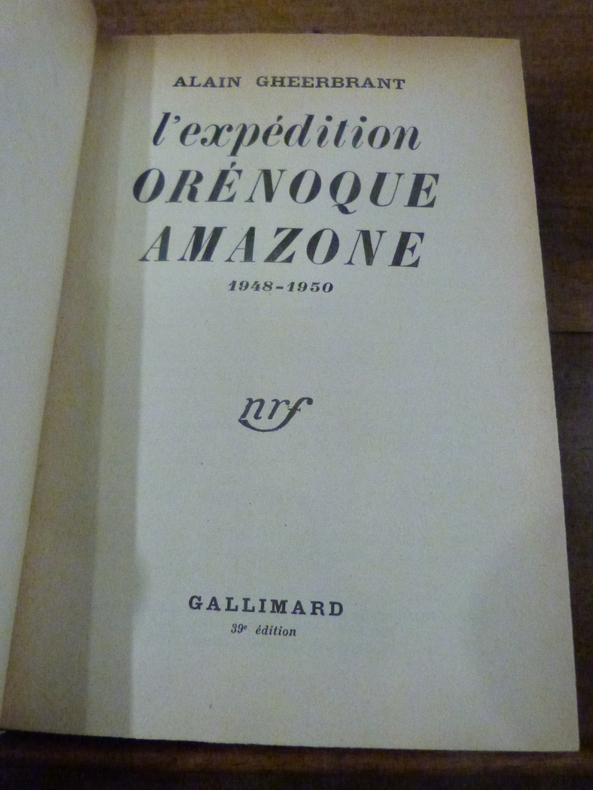 ALAIN GHEERBRANT
l'expédition
ORÉNOQUE
AMAZONE
1948-1950
nrf
GALLIMARD
39e édition